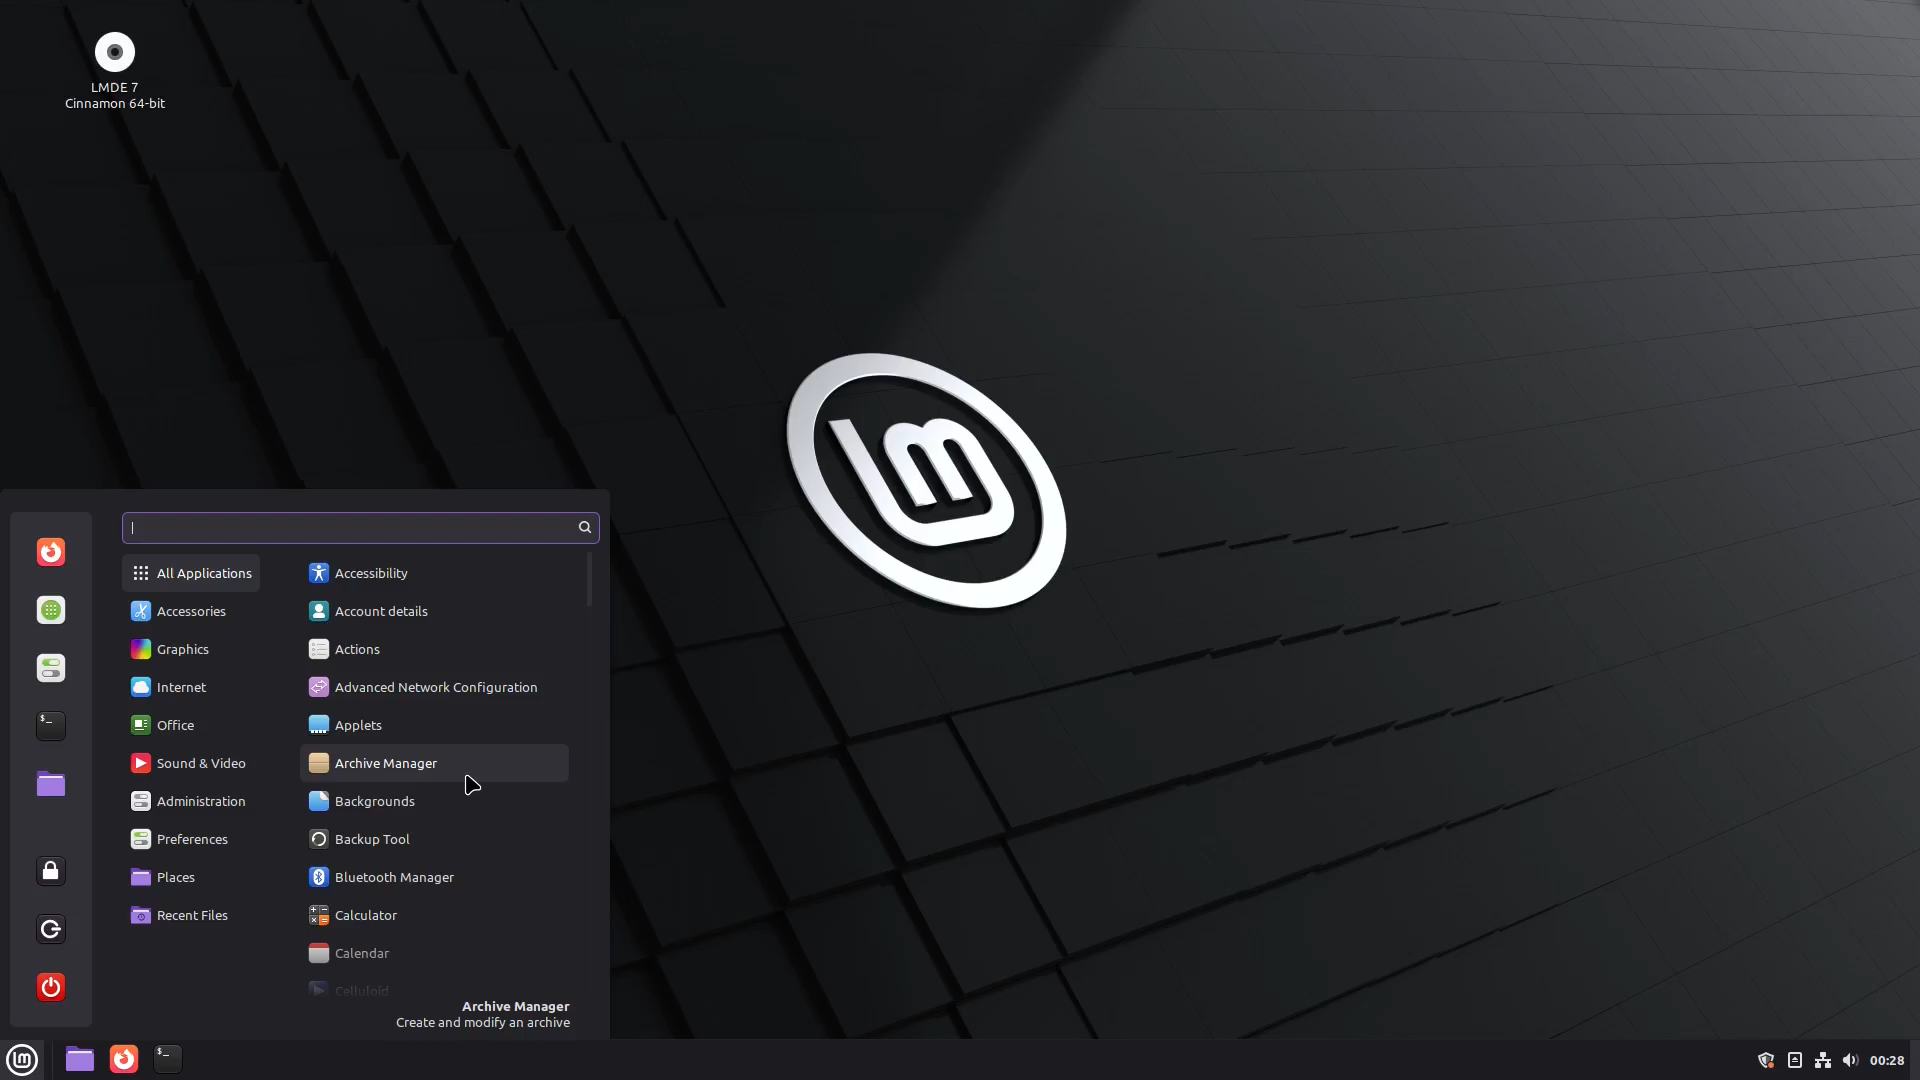 LMDE 7
Cinnamon 64-bit
All Applications
Accessories
Graphics
Internet
Office
Sound & Video
Administration
Preferences
Places
Recent Files
Accessibility
Account details
Actions
Advanced Network Configuration
Applets
Archive Manager
Backgrounds
Backup Tool
Bluetooth Manager
Calculator
Calendar
Celluloid
Archive Manager
Create and modify an archive
00:28